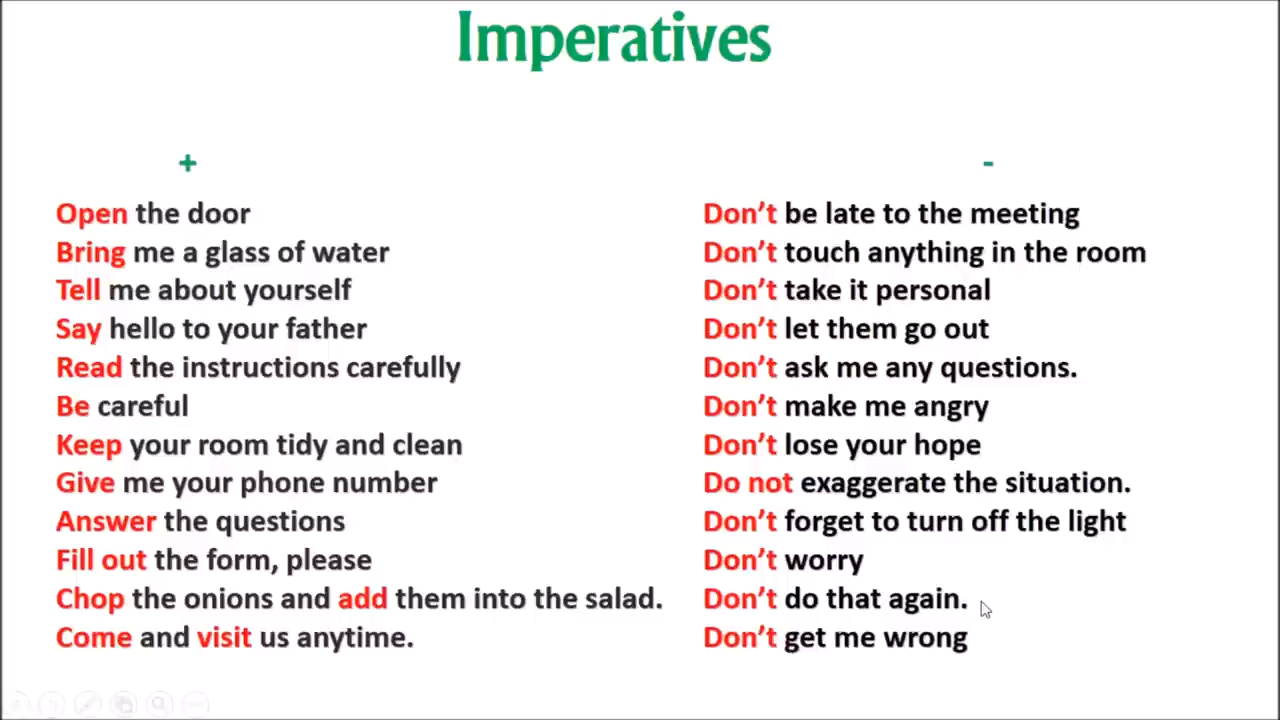 Imperatives
+
Open the door
Bring me a glass of water
Tell me about yourself
Say hello to your father
Read the instructions carefully
Be careful
Keep your room tidy and clean
Give me your phone number
Answer the questions
Fill out the form, please
Chop the onions and add them into the salad.
Come and visit us anytime.
-
Don’t be late to the meeting
Don’t touch anything in the room
Don’t take it personal
Don’t let them go out
Don’t ask me any questions.
Don’t make me angry
Don’t lose your hope
Do not exaggerate the situation.
Don’t forget to turn off the light
Don’t worry
Don’t do that again.
Don’t get me wrong